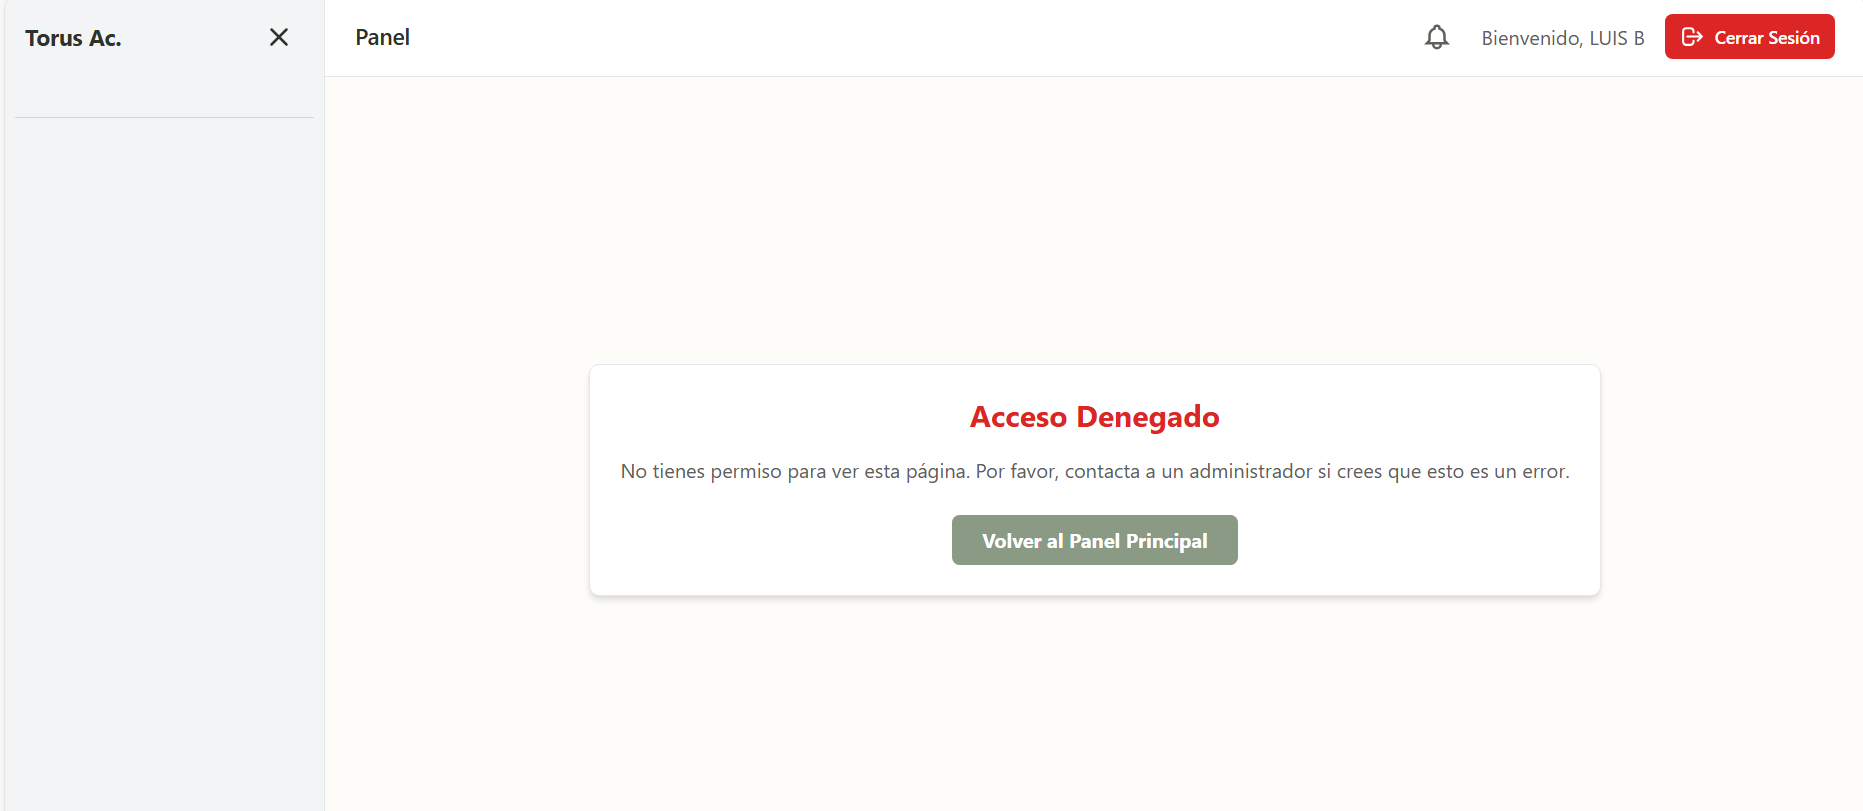 Torus Ac.
Panel
Bienvenido, LUIS B
Cerrar Sesión
Acceso Denegado
No tienes permiso para ver esta página. Por favor, contacta a un administrador si crees que esto es un error.
Volver al Panel Principal